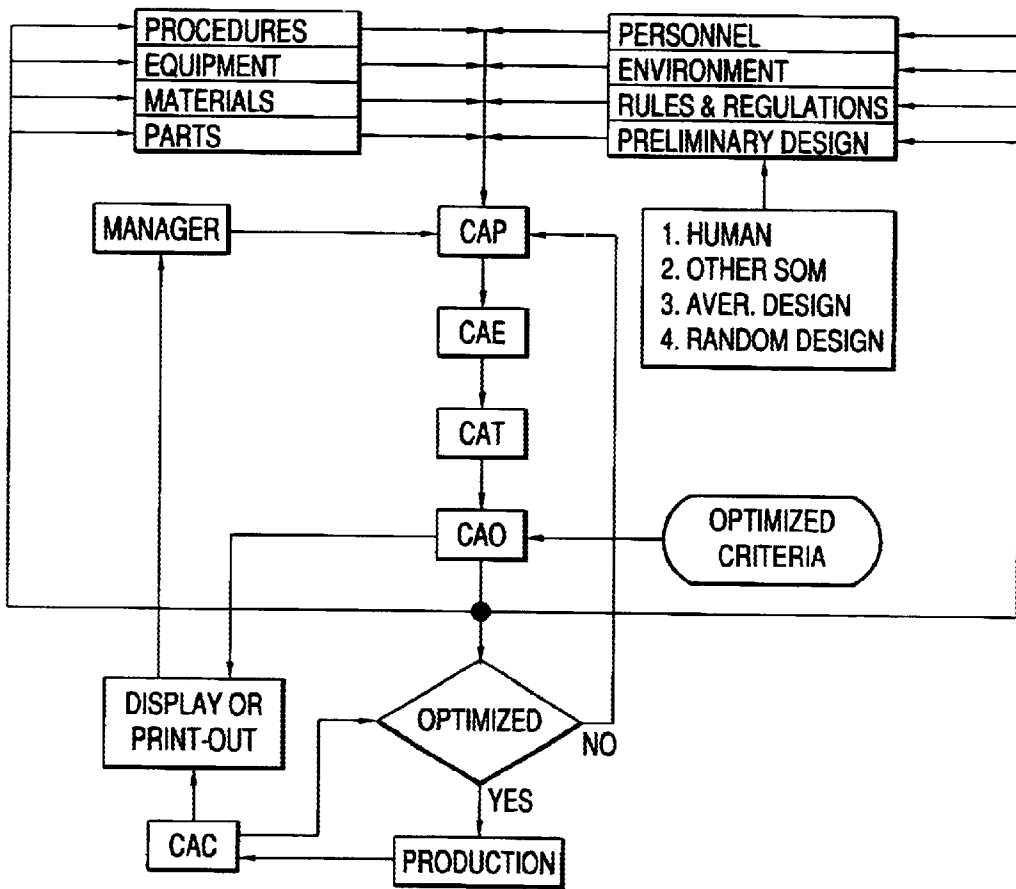 PROCEDURES
EQUIPMENT
MATERIALS
PARTS
PERSONNEL
ENVIRONMENT
RULES & REGULATIONS
PRELIMINARY DESIGN
MANAGER
CAP
1. HUMAN
2. OTHER SOM
3. AVER. DESIGN
4. RANDOM DESIGN
CAE
CAT
CAO
OPTIMIZED
CRITERIA
DISPLAY OR
PRINT-OUT
OPTIMIZED
NO
YES
CAC
PRODUCTION